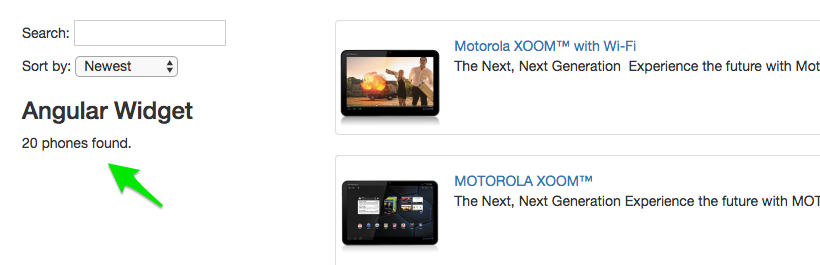 Search:
Sort by: Newest
Angular Widget
20 phones found.
Motorola XOOM™ with Wi-Fi
The Next, Next Generation  Experience the future with Mot
MOTOROLA XOOM™
The Next, Next Generation Experience the future with MOT